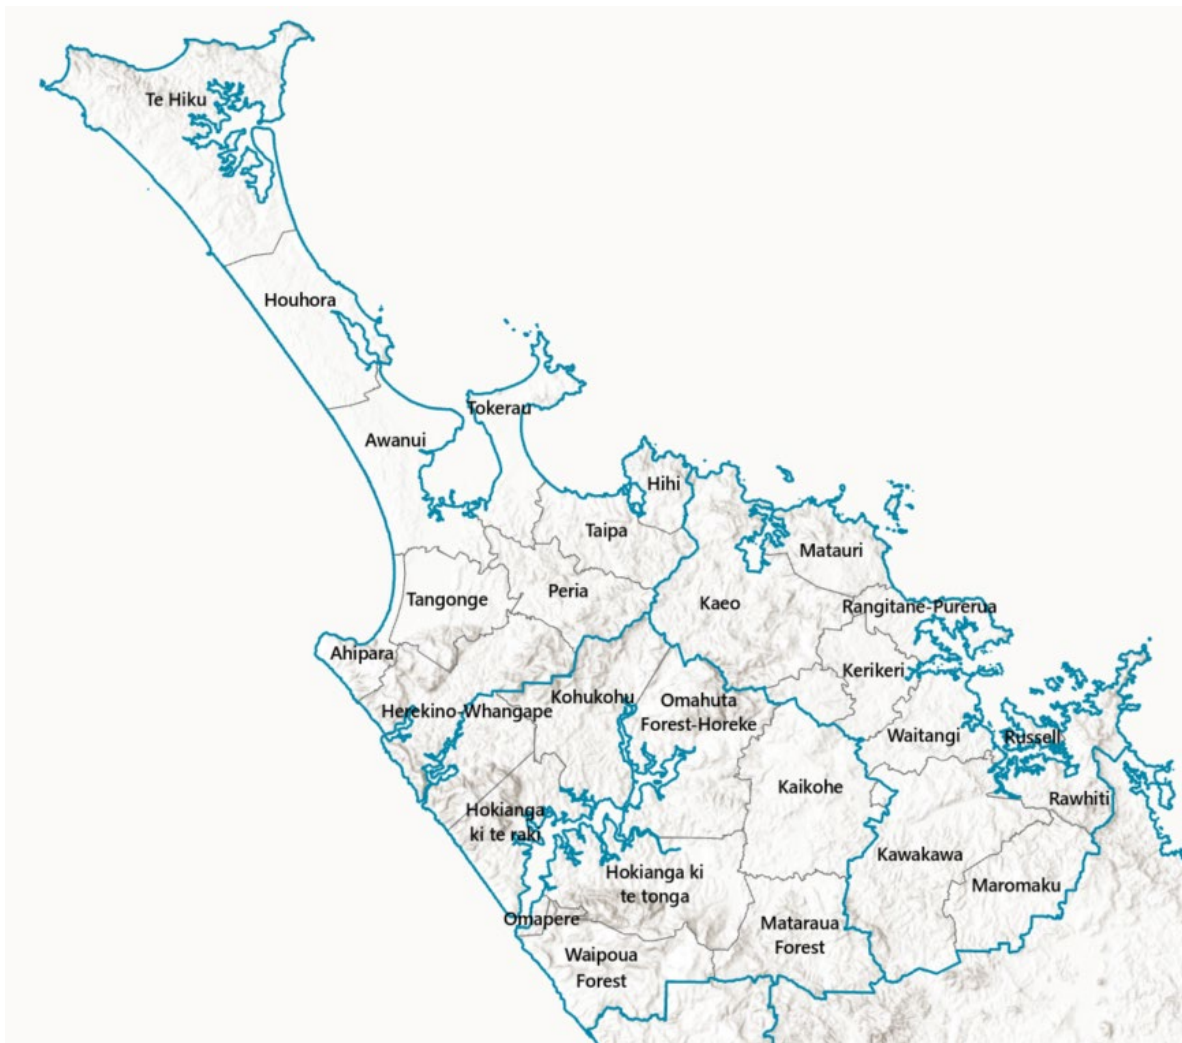 Te Hiku
Houhora
Tokerau
Awanui
Hihi
Taipa
Matauri
Peria
Tangonge
Kaeo
Rangitane-Purerua
Ahipara
Kerikeri
Kohukohu
Omahuta
Forest-Horeke
Herekino-Whangape
Waitangi
Russell
Kaikohe
Rawhiti
Hokianga
ki te raki
Kawakawa
Hokianga ki
te tonga
Maromaku
Omapere
Mataraua
Forest
Waipoua
Forest